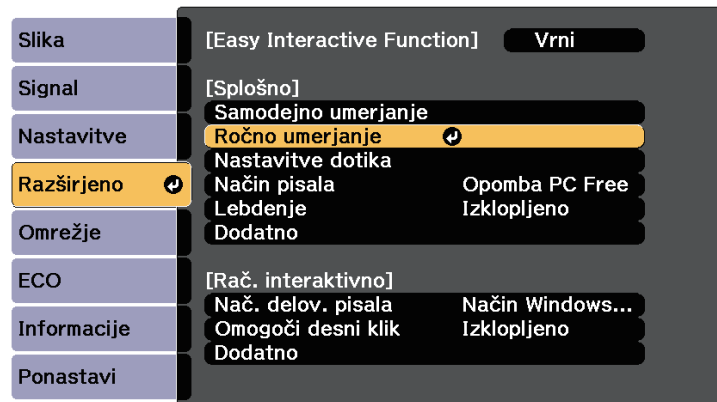 Slika
Signal
Nastavitve
Razširjeno
Omrežje
ECO
Informacije
Ponastavi
[Easy Interactive Function] Vrni
[Splošno]
Samodejno umerjanje
Ročno umerjanje
Nastavitve dotika
Način pisala Opomba PC Free
Lebdenje Izklopljeno
Dodatno
[Rač. interaktivno]
Nač. delov. pisala Način Windows...
Omogoči desni klik Izklopljeno
Dodatno